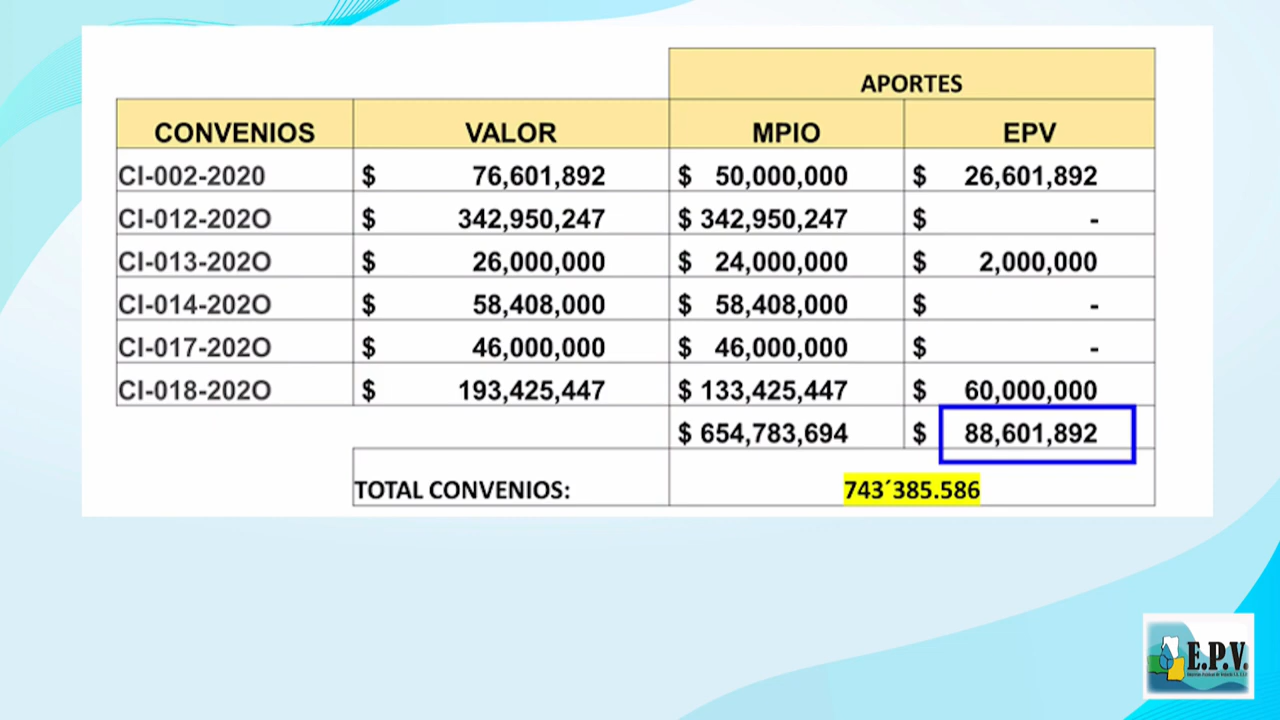 APORTES
CONVENIOS VALOR MPIO EPV
CI-002-2020 $ 76,601,892 $ 50,000,000 $ 26,601,892
CI-012-202O $ 342,950,247 $ 342,950,247 $ -
CI-013-202O $ 26,000,000 $ 24,000,000 $ 2,000,000
CI-014-202O $ 58,408,000 $ 58,408,000 $ -
CI-017-202O $ 46,000,000 $ 46,000,000 $ -
CI-018-202O $ 193,425,447 $ 133,425,447 $ 60,000,000
$ 654,783,694 $ 88,601,892
TOTAL CONVENIOS: 743´385.586
E.P.V.